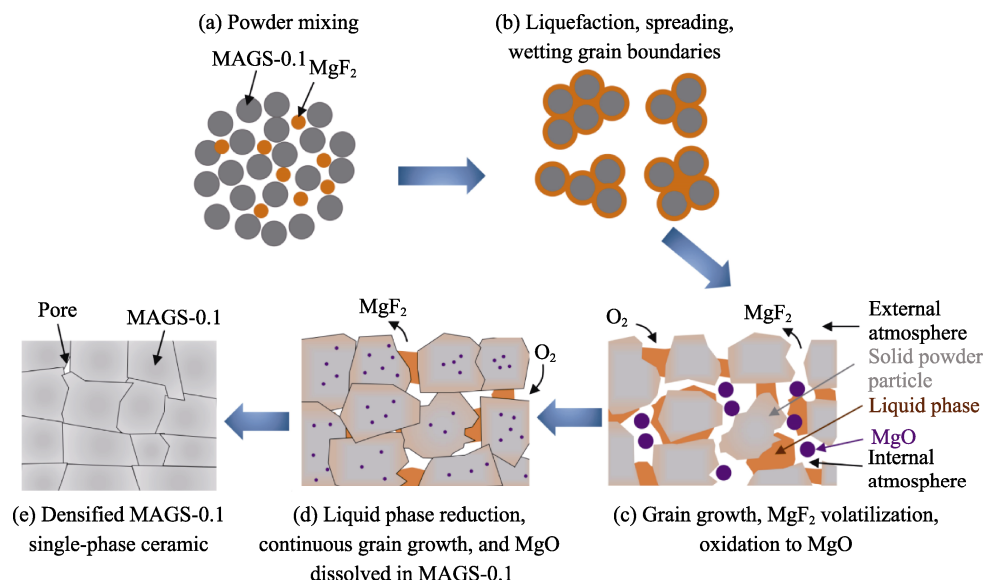 (a) Powder mixing
MAGS-0.1
MgF₂
(b) Liquefaction, spreading,
wetting grain boundaries
O₂
MgF₂
External
atmosphere
Solid powder
particle
Liquid phase
MgO
Internal
atmosphere
(c) Grain growth, MgF₂ volatilization,
oxidation to MgO
MgF₂
O₂
(d) Liquid phase reduction,
continuous grain growth, and MgO
dissolved in MAGS-0.1
Pore
MAGS-0.1
(e) Densified MAGS-0.1
single-phase ceramic